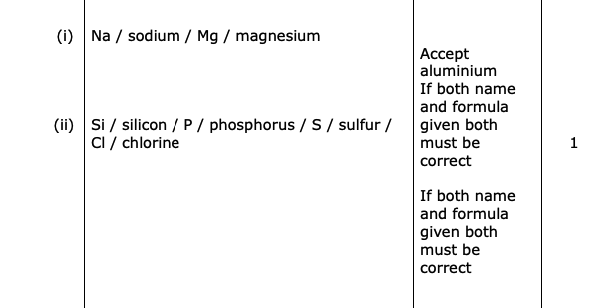 (i) Na / sodium / Mg / magnesium
Accept
aluminium
If both name
and formula
(ii) Si / silicon / P / phosphorus / S / sulfur / given both
Cl / chlorine must be 1
correct
If both name
and formula
given both
must be
correct